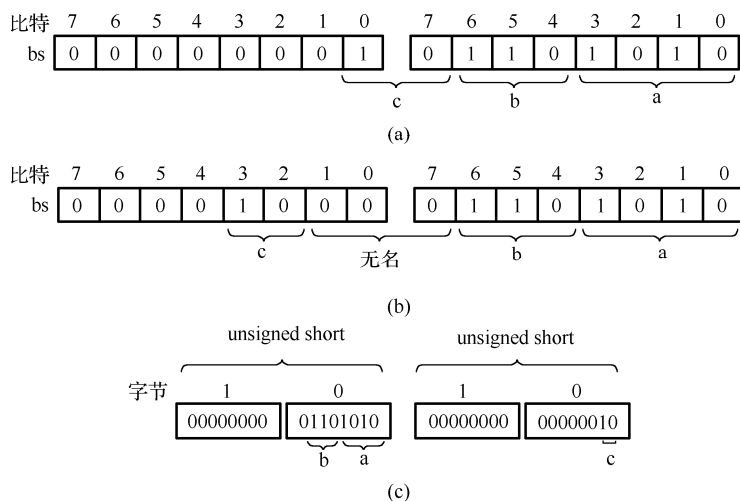 比特 7 6 5 4 3 2 1 0 7 6 5 4 3 2 1 0
bs 0 0 0 0 0 0 0 1 0 1 1 0 1 0 1 0
c b a
(a)
比特 7 6 5 4 3 2 1 0 7 6 5 4 3 2 1 0
bs 0 0 0 0 1 0 0 0 0 1 1 0 1 0 1 0
c 无名 b a
(b)
unsigned short unsigned short
字节 1 0 1 0
00000000 01101010 00000000 00000010
b a c
(c)